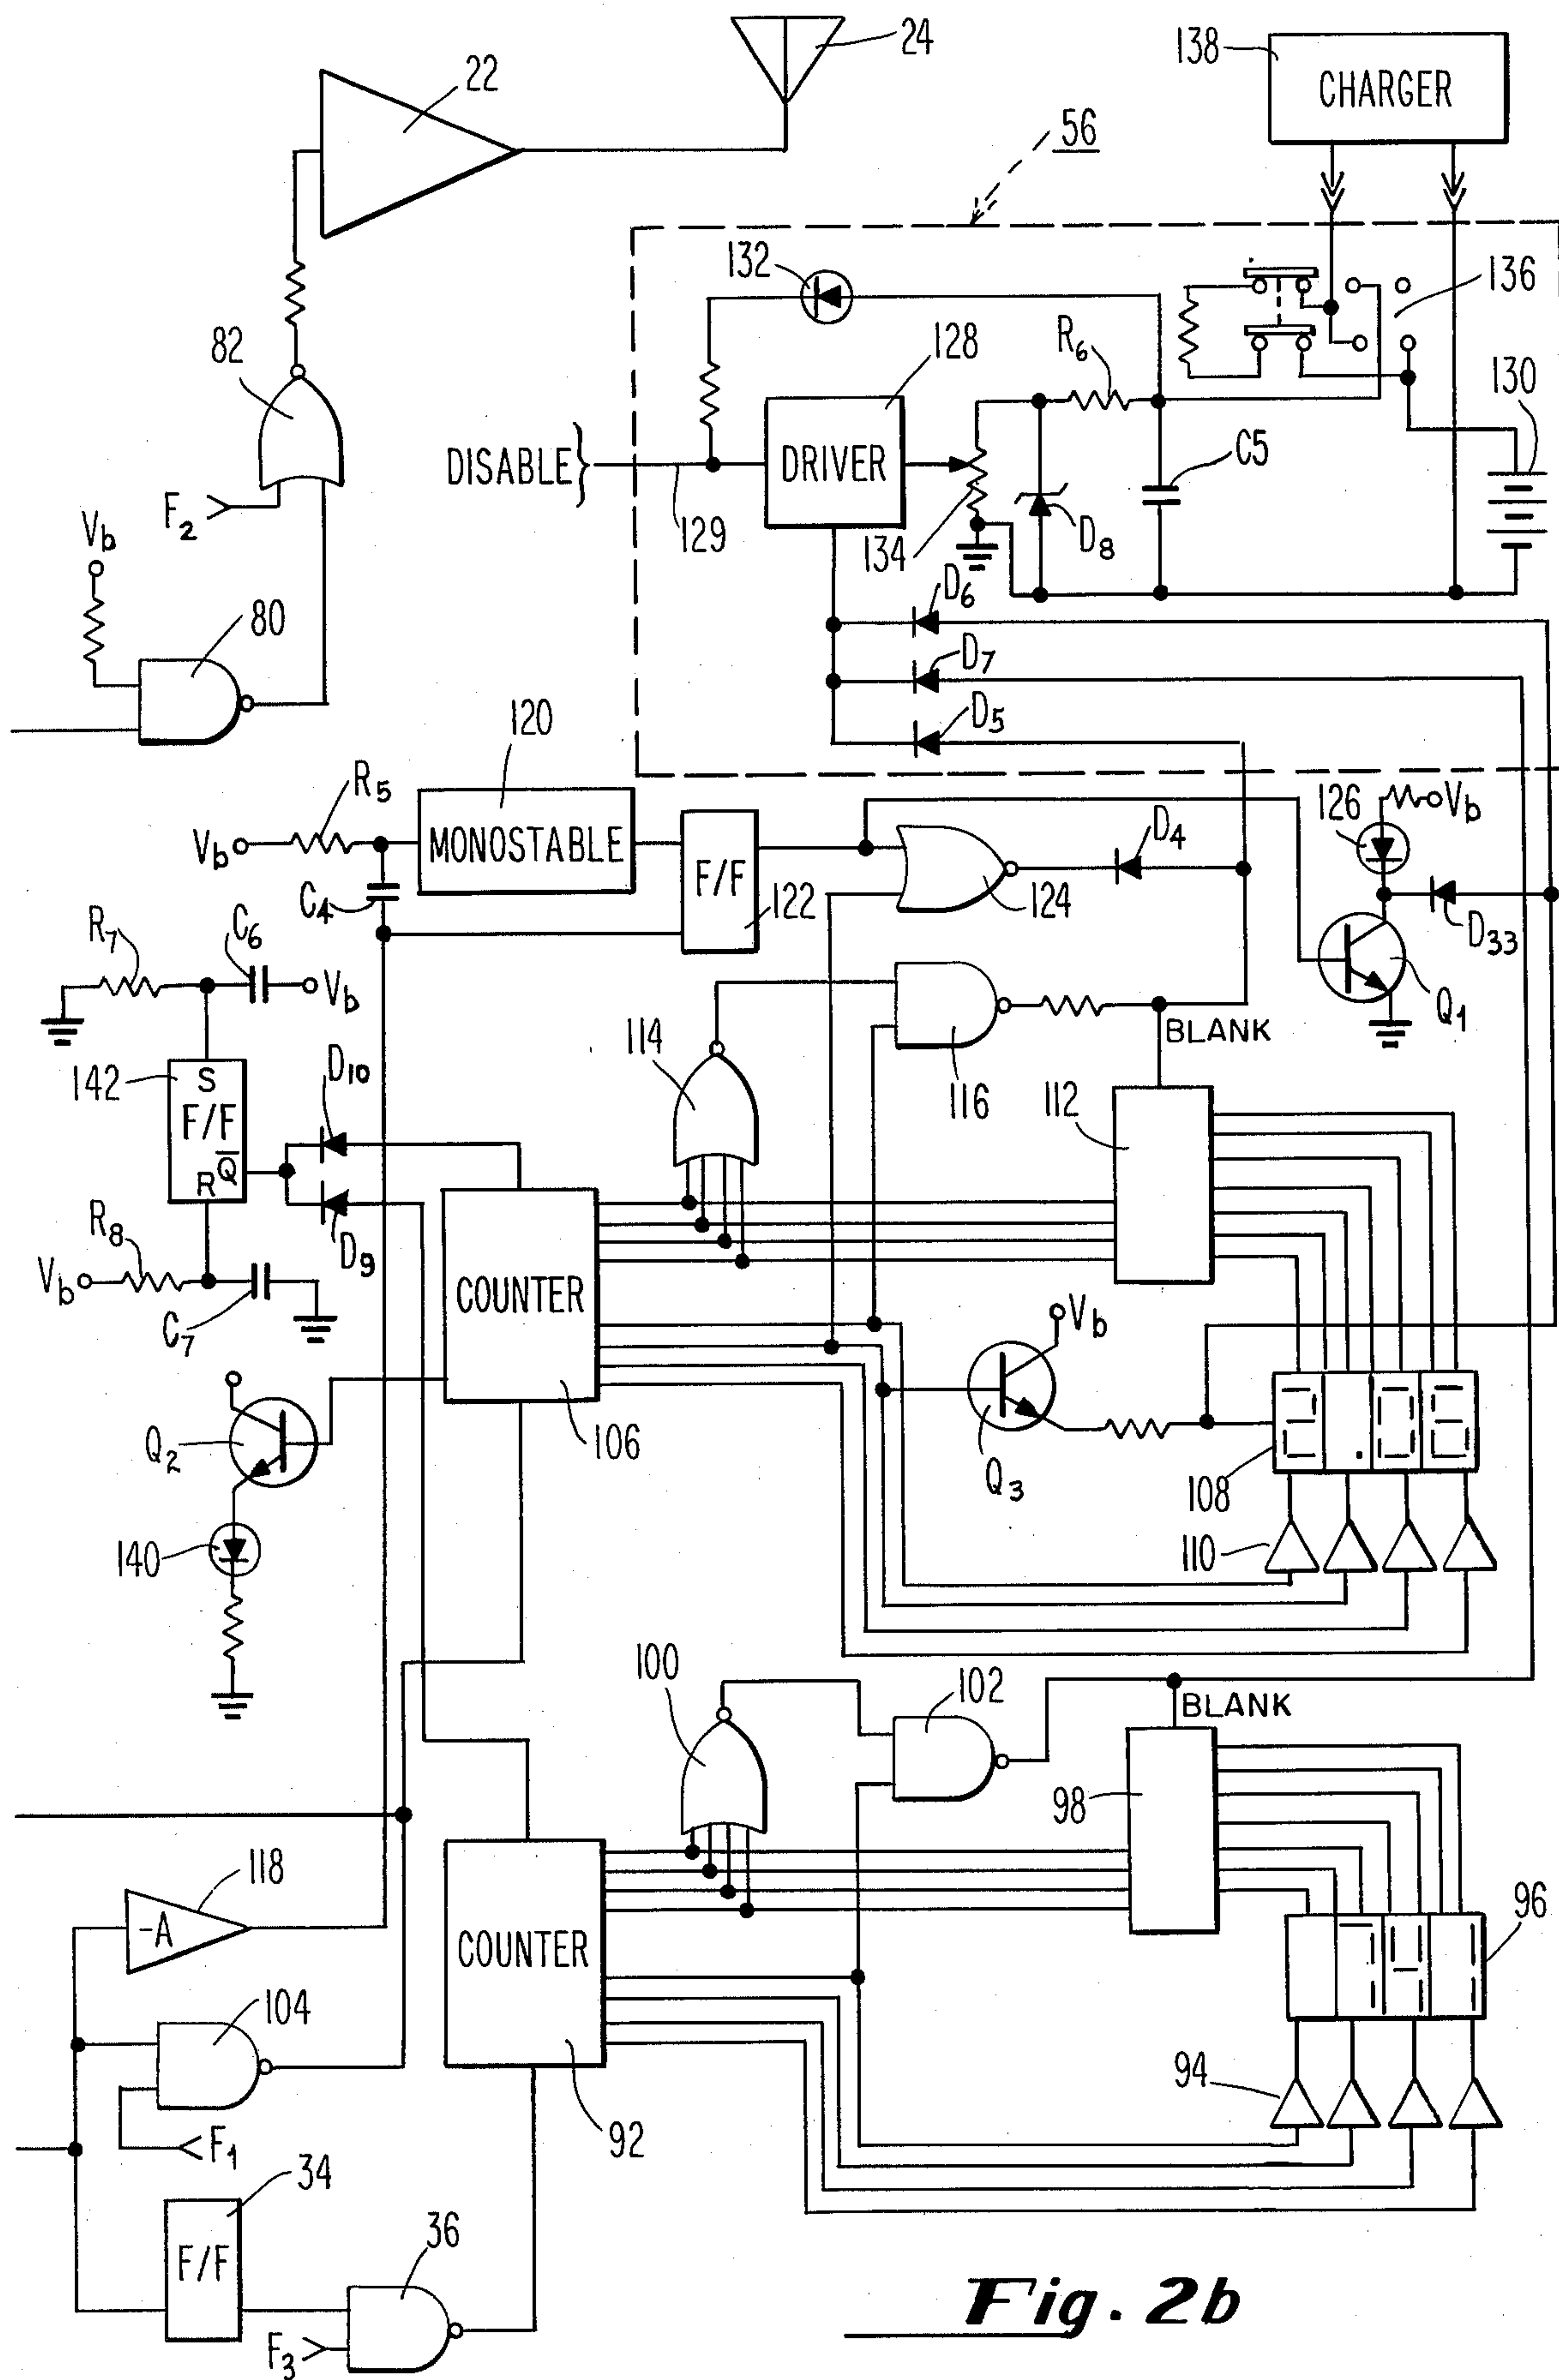 24
22
138
CHARGER
56
132
136
82
128
R6
130
DISABLE}
DRIVER
C5
F2
129
134
D8
Vb
D6
80
D7
120
D5
R5
126
Vb
Vb
MONOSTABLE
D4
F/F
C4
122
124
D33
R7
C6
Vb
Q1
BLANK
114
142
S
D10
116
112
F/F
Q̅
R
R8
D9
Vb
COUNTER
C7
Vb
Q2
106
Q3
108
2.06
140
110
100
102
BLANK
98
118
-A
96
COUNTER
104
94
F1
92
34
36
F/F
F3
Fig. 2b